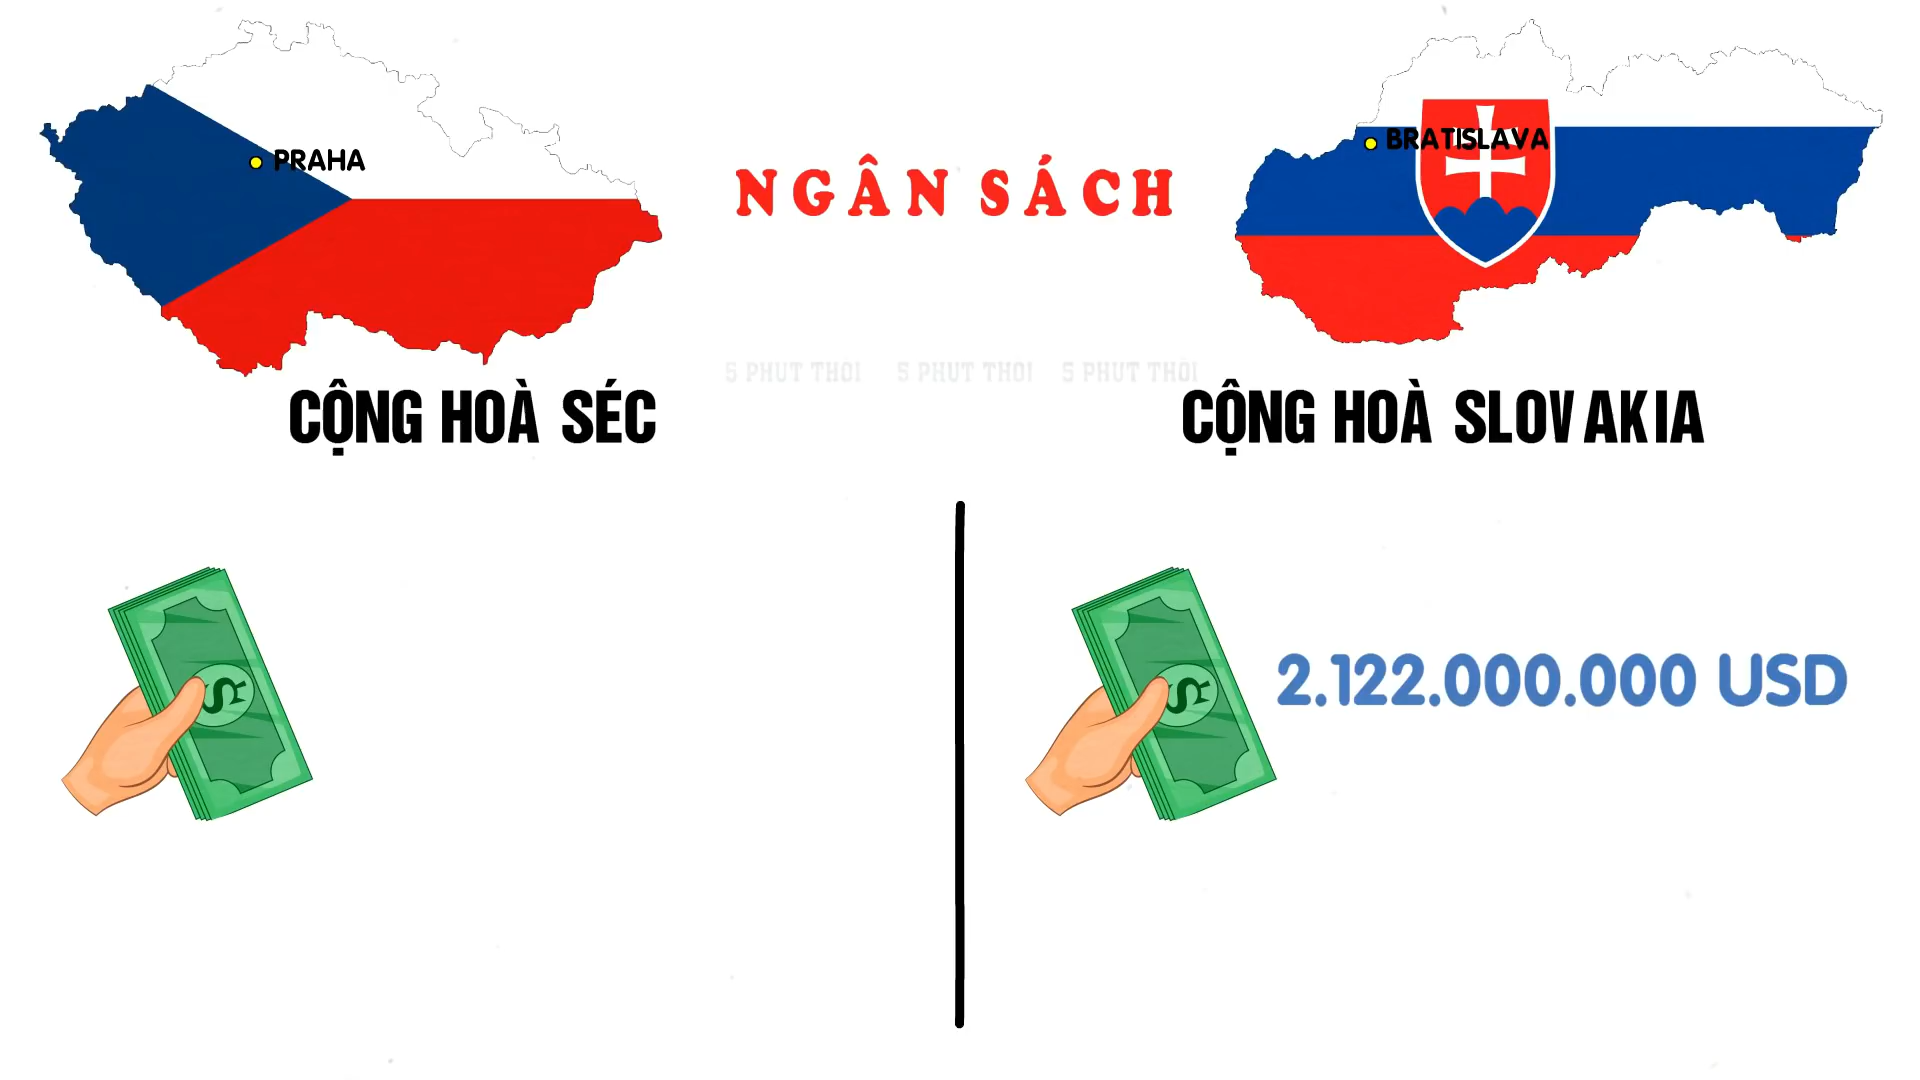 PRAHA
BRATISLAVA
NGÂN SÁCH
5 PHUT THOI 5 PHUT THOI 5 PHUT THOI
CỘNG HOÀ SÉC
CỘNG HOÀ SLOVAKIA
2.122.000.000 USD